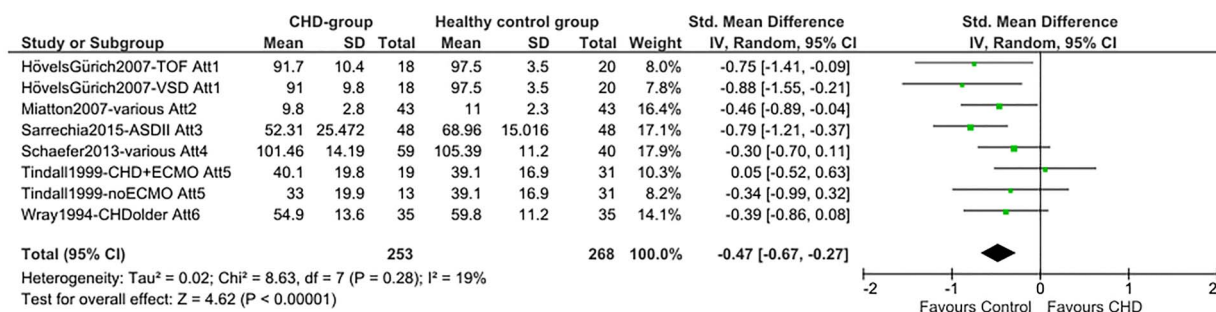 CHD-group Healthy control group Std. Mean Difference Std. Mean Difference
Study or Subgroup Mean SD Total Mean SD Total Weight IV, Random, 95% CI IV, Random, 95% CI
HövelsGürich2007-TOF Att1 91.7 10.4 18 97.5 3.5 20 8.0% -0.75 [-1.41, -0.09]
HövelsGürich2007-VSD Att1 91 9.8 18 97.5 3.5 20 7.8% -0.88 [-1.55, -0.21]
Miatton2007-various Att2 9.8 2.8 43 11 2.3 43 16.4% -0.46 [-0.89, -0.04]
Sarrechia2015-ASDII Att3 52.31 25.472 48 68.96 15.016 48 17.1% -0.79 [-1.21, -0.37]
Schaefer2013-various Att4 101.46 14.19 59 105.39 11.2 40 17.9% -0.30 [-0.70, 0.11]
Tindall1999-CHD+ECMO Att5 40.1 19.8 19 39.1 16.9 31 10.3% 0.05 [-0.52, 0.63]
Tindall1999-noECMO Att5 33 19.8 13 39.1 16.9 31 8.2% -0.34 [-0.99, 0.32]
Wray1994-CHDolder Att6 54.9 13.6 35 59.8 11.2 35 14.1% -0.39 [-0.86, 0.08]
Total (95% CI) 253 268 100.0% -0.47 [-0.67, -0.27]
Heterogeneity: Tau² = 0.02; Chi² = 8.63, df = 7 (P = 0.28); I² = 19%
Test for overall effect: Z = 4.62 (P < 0.00001)
-2 -1 0 1 2
Favours Control Favours CHD